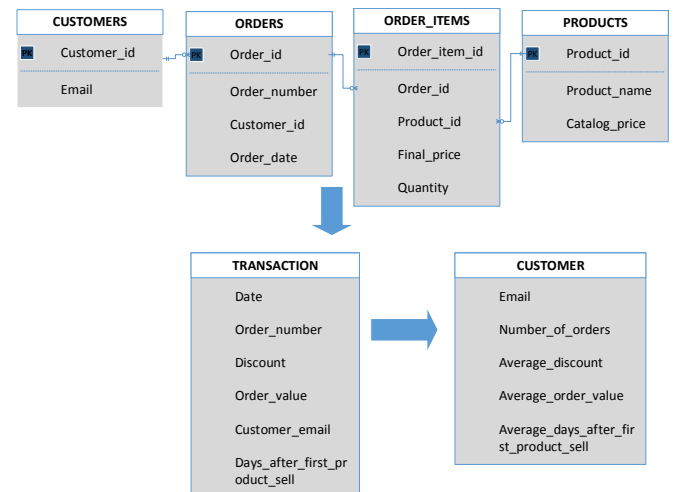 CUSTOMERS
PK Customer_id
Email
ORDERS
PK Order_id
Order_number
Customer_id
Order_date
ORDER_ITEMS
PK Order_item_id
Order_id
Product_id
Final_price
Quantity
PRODUCTS
PK Product_id
Product_name
Catalog_price
TRANSACTION
Date
Order_number
Discount
Order_value
Customer_email
Days_after_first_pr
oduct_sell
CUSTOMER
Email
Number_of_orders
Average_discount
Average_order_value
Average_days_after_fir
st_product_sell